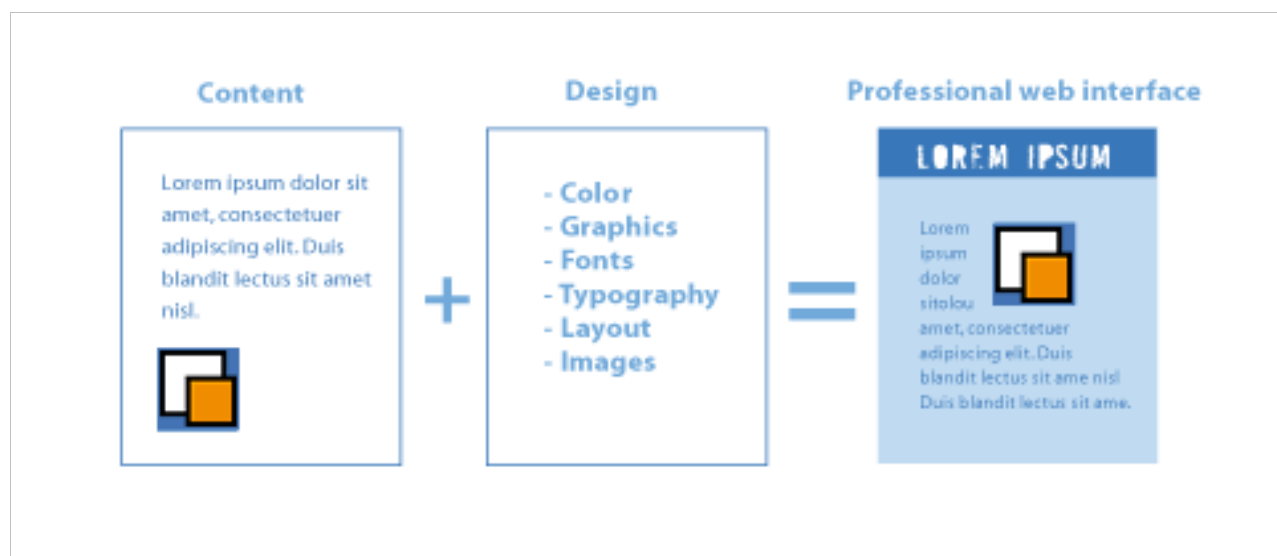 Content
Lorem ipsum dolor sit
amet, consectetuer
adipiscing elit. Duis
blandit lectus sit amet
nisl.
+
Design
- Color
- Graphics
- Fonts
- Typography
- Layout
- Images
=
Professional web interface
LOREM IPSUM
Lorem
ipsum
dolor
sitolou
amet, consectetuer
adipiscing elit. Duis
blandit lectus sit ame nisl
Duis blandit lectus sit ame.